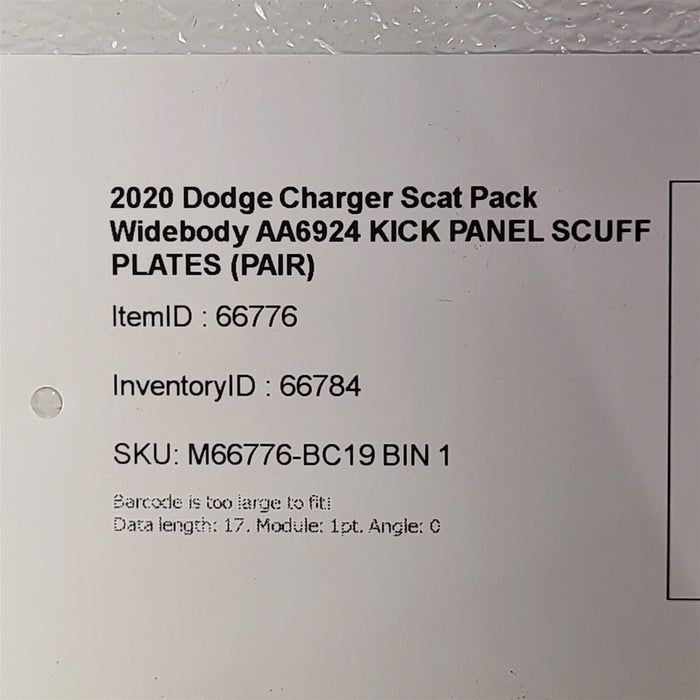 2020 Dodge Charger Scat Pack
Widebody AA6924 KICK PANEL SCUFF
PLATES (PAIR)
ItemID : 66776
InventoryID : 66784
SKU: M66776-BC19 BIN 1
Barcode is too large to fit!
Data length: 17. Module: 1pt. Angle: 0